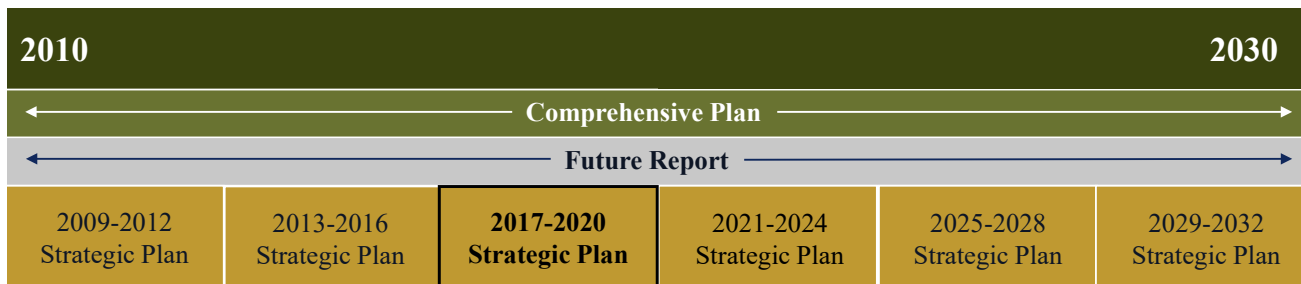 2010 2030
Comprehensive Plan
Future Report
2009-2012 2013-2016 2017-2020 2021-2024 2025-2028 2029-2032
Strategic Plan Strategic Plan Strategic Plan Strategic Plan Strategic Plan Strategic Plan